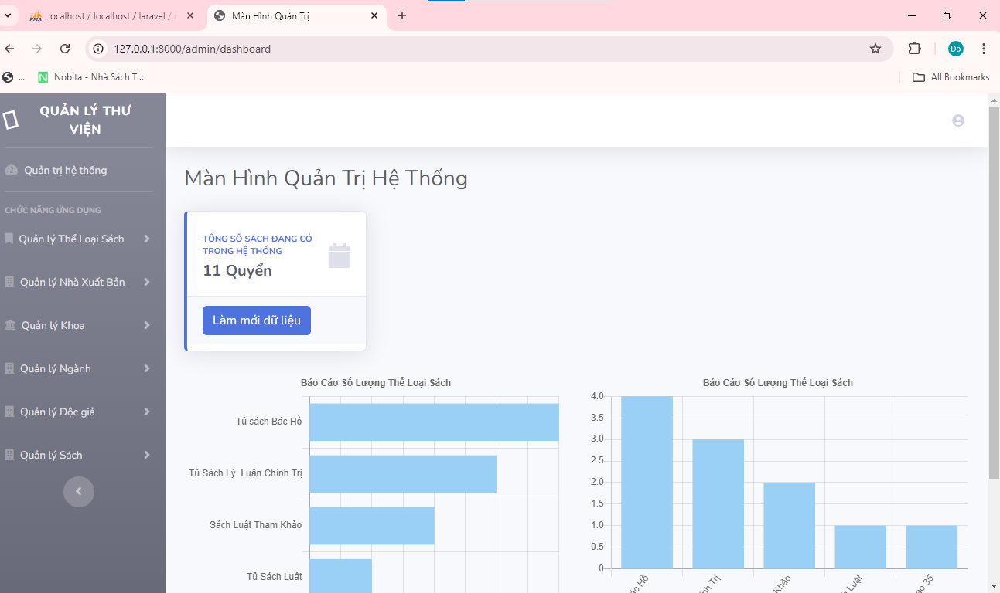 localhost / localhost / laravel /
Màn Hình Quản Trị
127.0.0.1:8000/admin/dashboard
Do
...
N
Nobita - Nhà Sách T...
All Bookmarks
QUẢN LÝ THƯ
VIỆN
Quản trị hệ thống
CHỨC NĂNG ỨNG DỤNG
Quản lý Thể Loại Sách
Quản lý Nhà Xuất Bản
Quản lý Khoa
Quản lý Ngành
Quản lý Độc giả
Quản lý Sách
Màn Hình Quản Trị Hệ Thống
TỔNG SỐ SÁCH ĐANG CÓ
TRONG HỆ THỐNG
11 Quyển
Làm mới dữ liệu
Báo Cáo Số Lượng Thể Loại Sách
Tủ sách Bác Hồ
Tủ Sách Lý  Luận Chính Trị
Sách Luật Tham Khảo
Tủ Sách Luật
Báo Cáo Số Lượng Thể Loại Sách
4.0
3.5
3.0
2.5
2.0
1.5
1.0
0.5
0
Hồ
Trị
Khảo
Luật
35